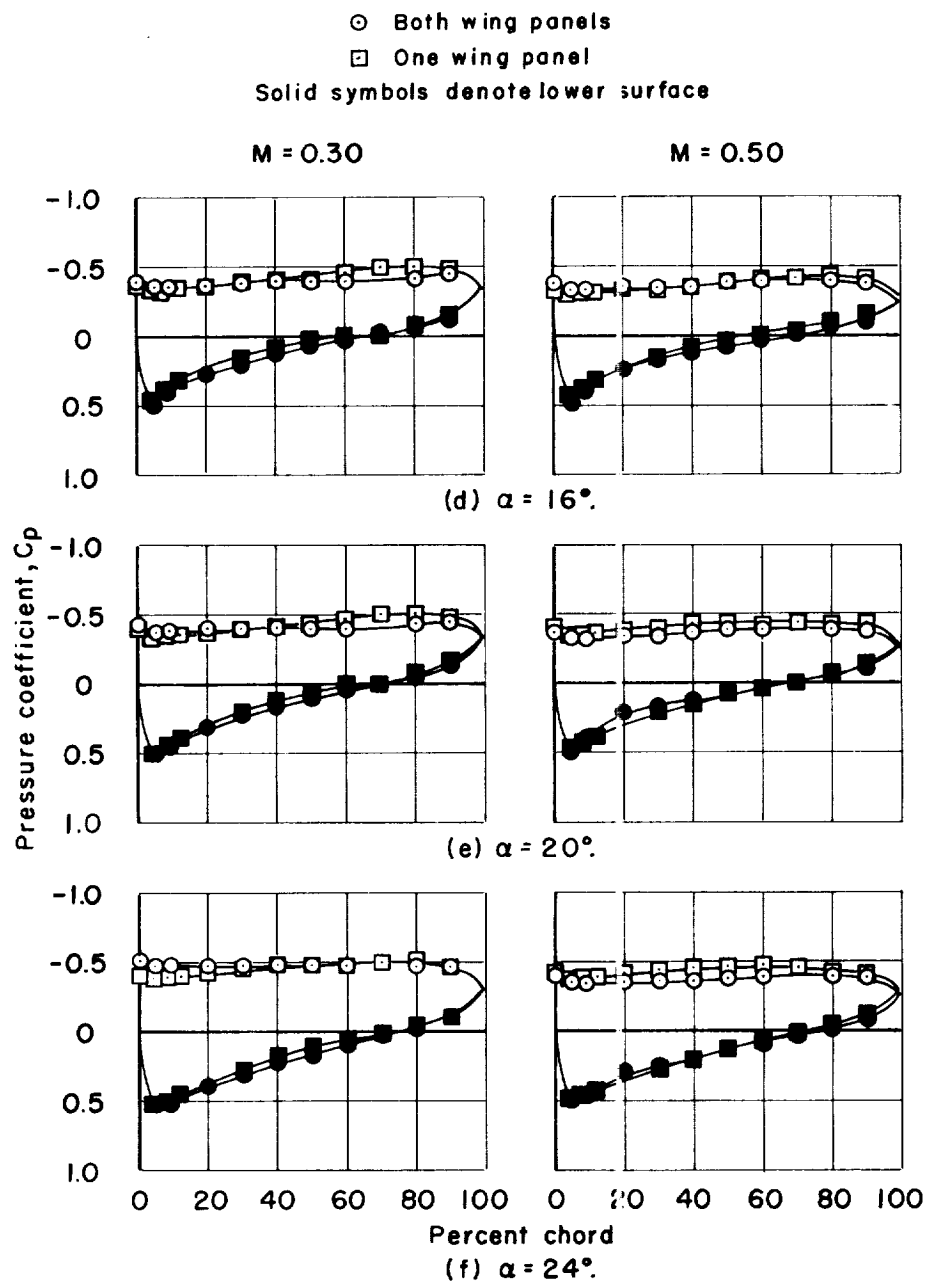 Both wing panels
One wing panel
Solid symbols denote lower surface
M = 0.30
M = 0.50
-1.0
-0.5
0
0.5
1.0
(d) α = 16°.
Pressure coefficient, Cp
-1.0
-0.5
0
0.5
1.0
(e) α = 20°.
-1.0
-0.5
0
0.5
1.0
0 20 40 60 80 100
0 20 40 60 80 100
Percent chord
(f) α = 24°.